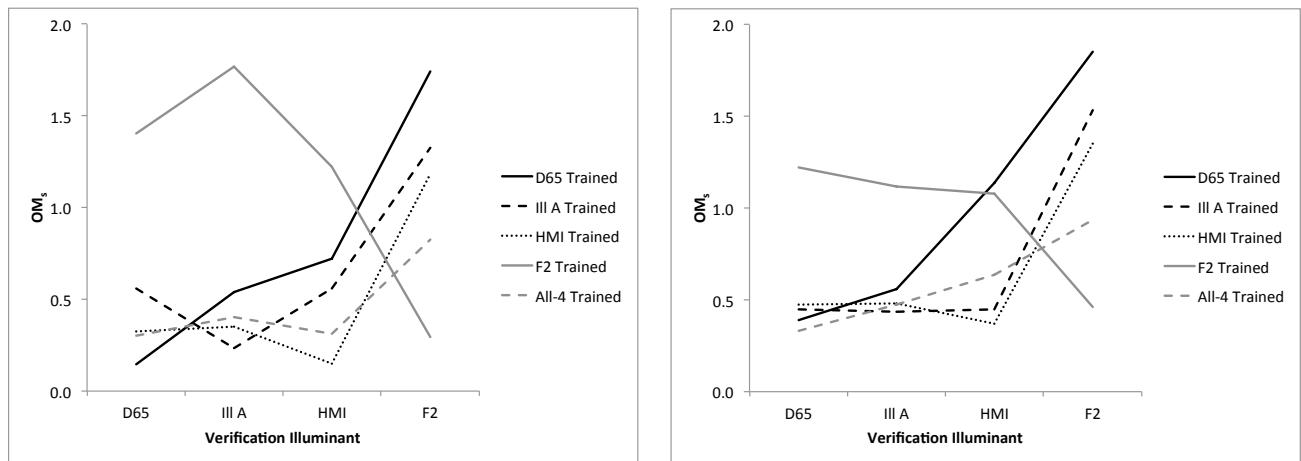 2.0
1.5
1.0
0.5
0.0
OMs
D65
Ill A
HMI
F2
Verification Illuminant
D65 Trained
Ill A Trained
HMI Trained
F2 Trained
All-4 Trained
2.0
1.5
1.0
0.5
0.0
OMs
D65
Ill A
HMI
F2
Verification Illuminant
D65 Trained
Ill A Trained
HMI Trained
F2 Trained
All-4 Trained